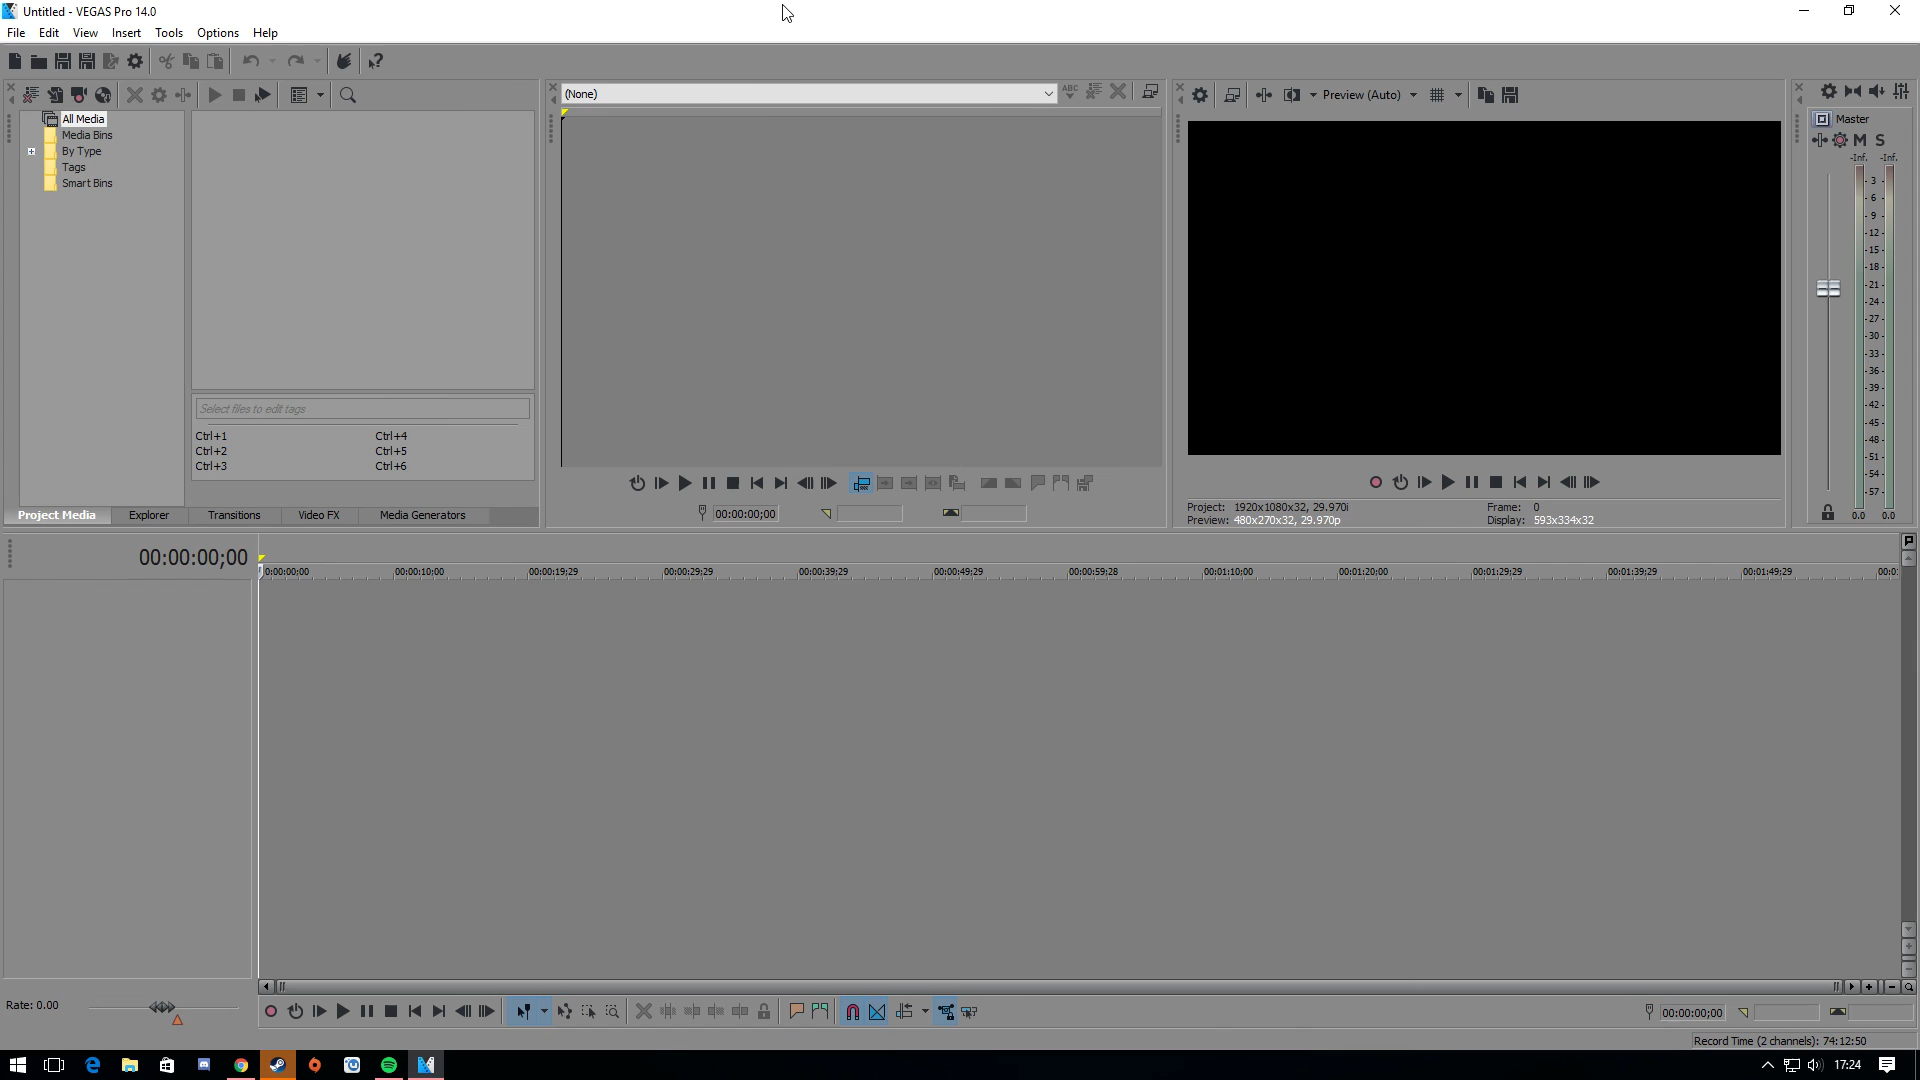 Untitled - VEGAS Pro 14.0
File Edit View Insert Tools Options Help
(None)
Preview (Auto)
All Media
Media Bins
By Type
Tags
Smart Bins
Select files to edit tags
Ctrl+1 Ctrl+4
Ctrl+2 Ctrl+5
Ctrl+3 Ctrl+6
Project Media Explorer Transitions Video FX Media Generators
00:00:00;00
Project: 1920x1080x32, 29.970i Frame: 0
Preview: 480x270x32, 29.970p Display: 593x334x32
Master
M S
-Inf. -Inf.
- 3 -
- 6 -
- 9 -
- 12 -
- 15 -
- 18 -
- 21 -
- 24 -
- 27 -
- 30 -
- 33 -
- 36 -
- 39 -
- 42 -
- 45 -
- 48 -
- 51 -
- 54 -
- 57 -
0.0 0.0
00:00:00;00
0:00:00;00 00:00:10;00 00:00:19;29 00:00:29;29 00:00:39;29 00:00:49;29 00:00:59;28 00:01:10;00 00:01:20;00 00:01:29;29 00:01:39;29 00:01:49;29
Rate: 0.00
00:00:00;00
Record Time (2 channels): 74:12:50
17:24